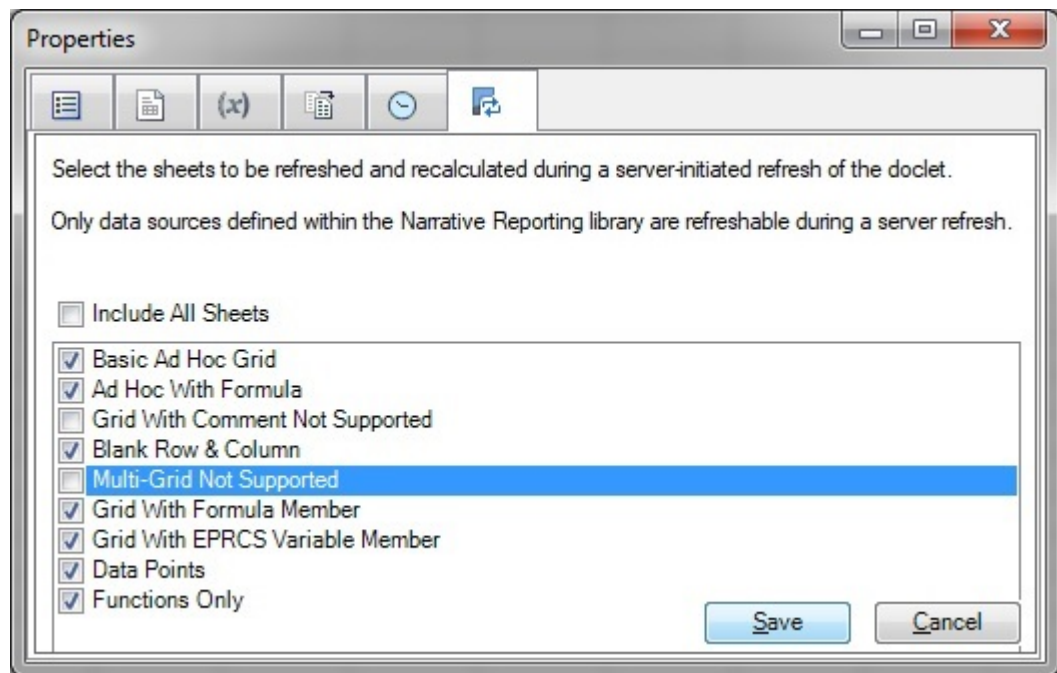 Properties
(x)
Select the sheets to be refreshed and recalculated during a server-initiated refresh of the doclet.
Only data sources defined within the Narrative Reporting library are refreshable during a server refresh.
Include All Sheets
Basic Ad Hoc Grid
Ad Hoc With Formula
Grid With Comment Not Supported
Blank Row & Column
Multi-Grid Not Supported
Grid With Formula Member
Grid With EPRCS Variable Member
Data Points
Functions Only
Save
Cancel